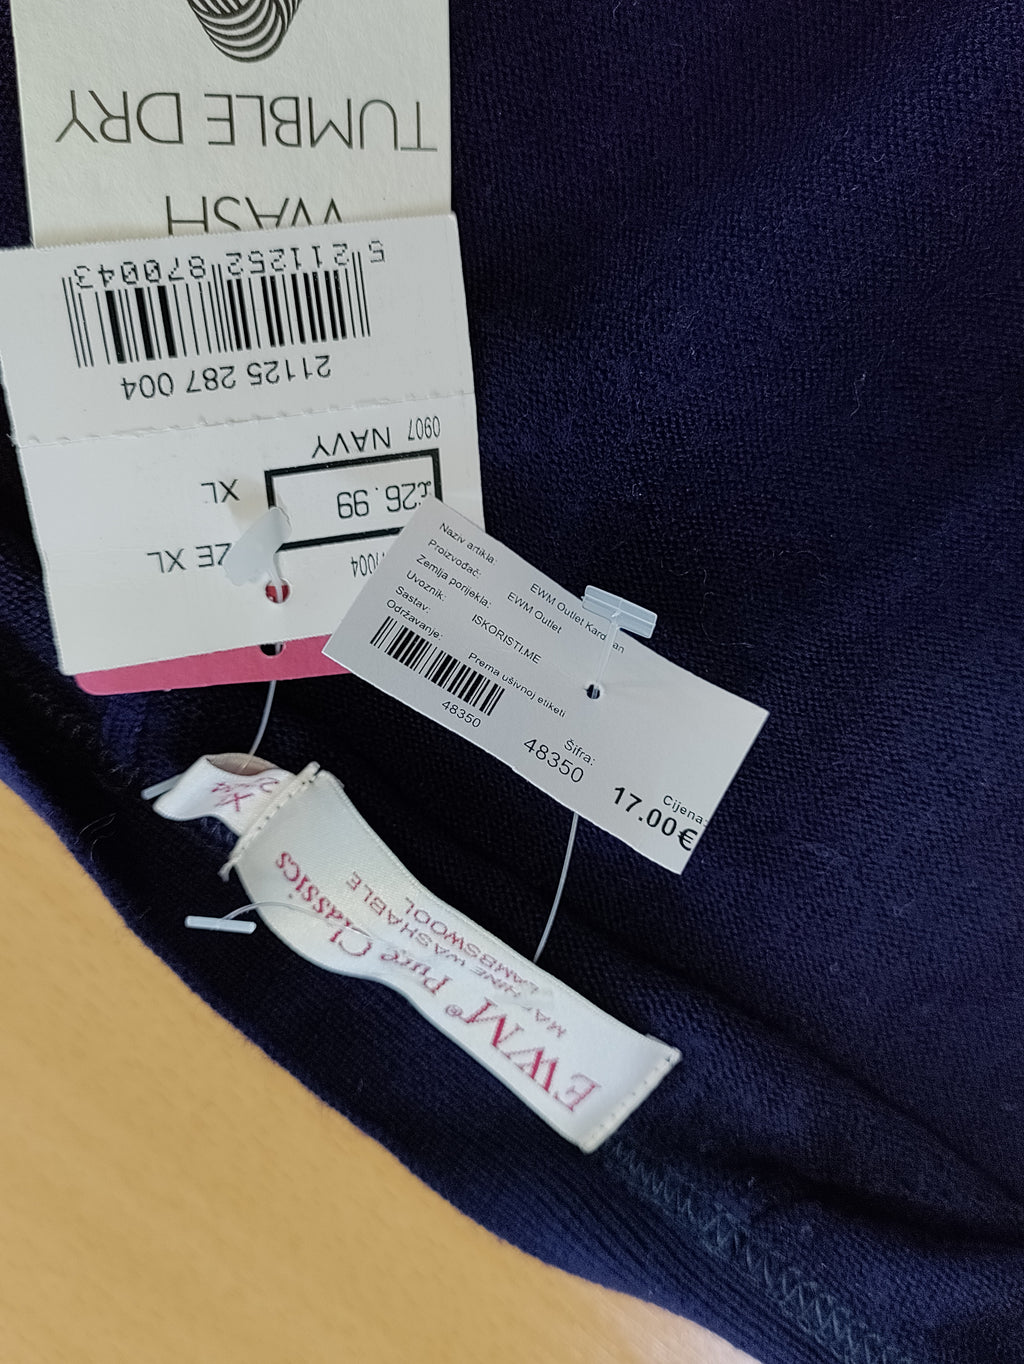 WASH
TUMBLE DRY
SIZE XL
XL
£26.99
0907 NAVY
21125 287 004
5 211252 870043
Naziv artikla: EWM Outlet Kardigan
Proizvođač: EWM Outlet
Zemlja porijekla:
Uvoznik: ISKORISTI.ME
Sastav:
Održavanje: Prema ušivnoj etiketi
48350
Šifra:
48350
Cijena:
17.00€
EWM® Pure Classics
MACHINE WASHABLE
LAMBSWOOL